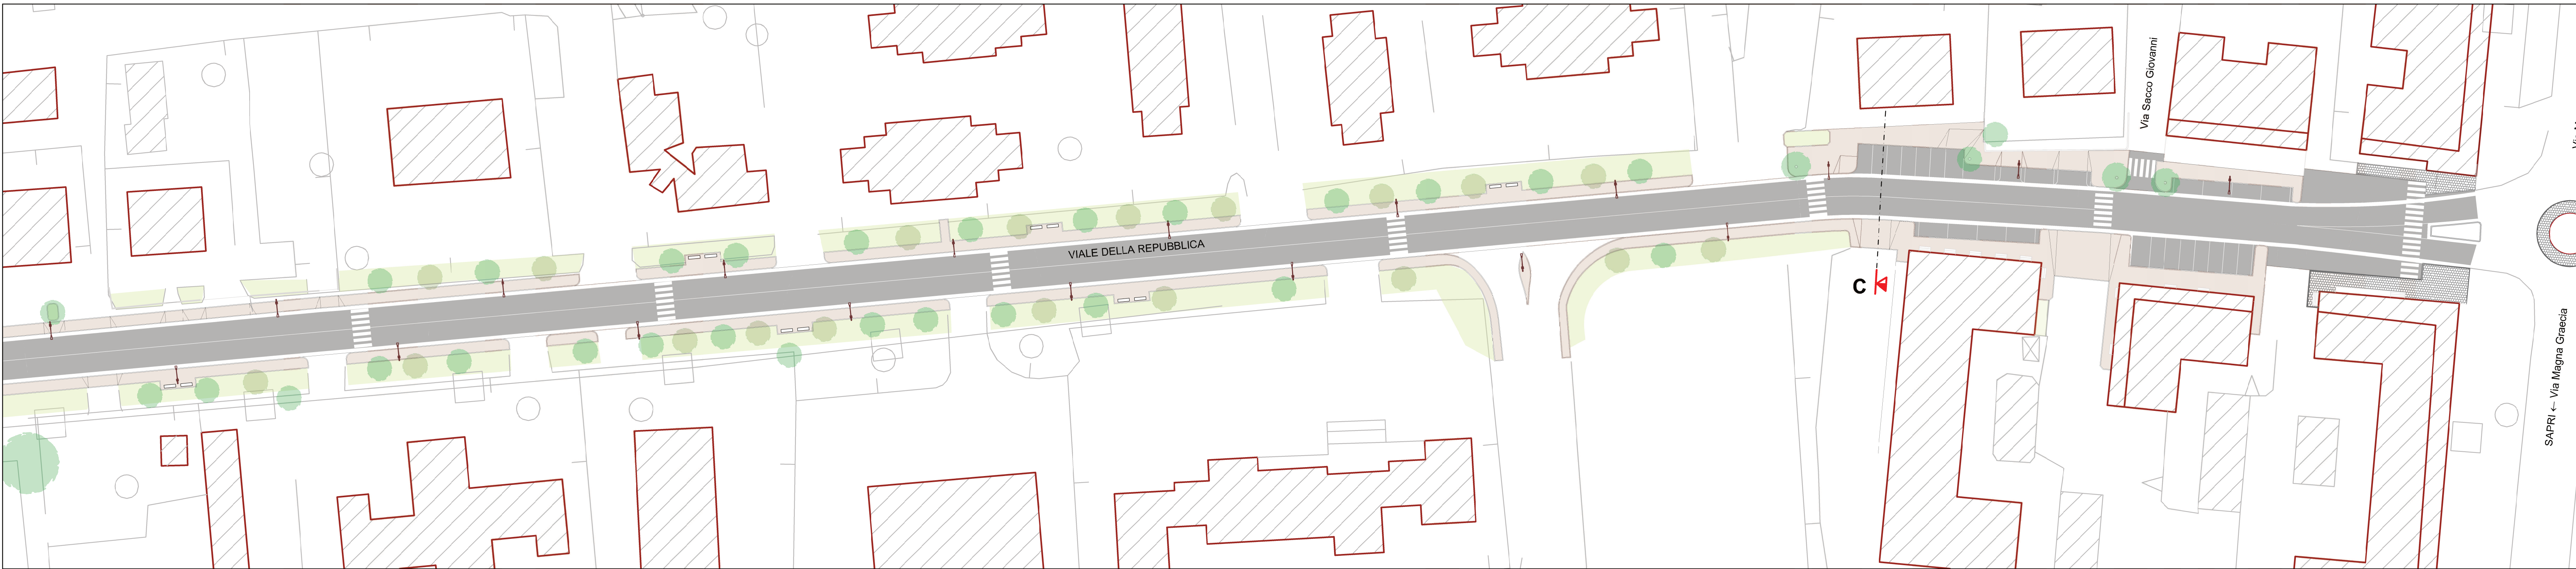 Via Sacco Giovanni
VIALE DELLA REPUBBLICA
C
SAPRI ← Via Magna Graecia